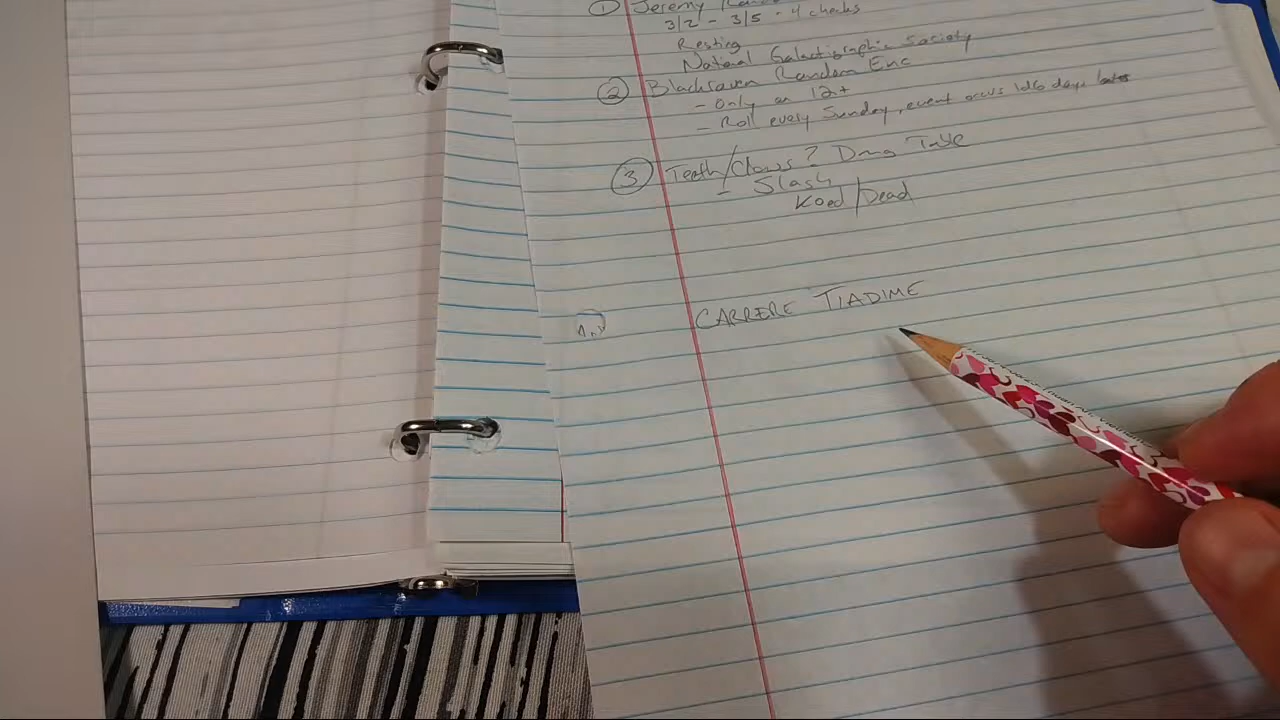 ① Jeremy
3/2 - 3/5 - 4 checks
Resting
National Galactigraphic Society
② Blackraven Random Enc
- Only on 12+
- Roll every Sunday, event occurs 1d6 days later
③ Teeth/Claws? Dmg Table
- Slash
KOed/Dead
CARRERE TIADIME